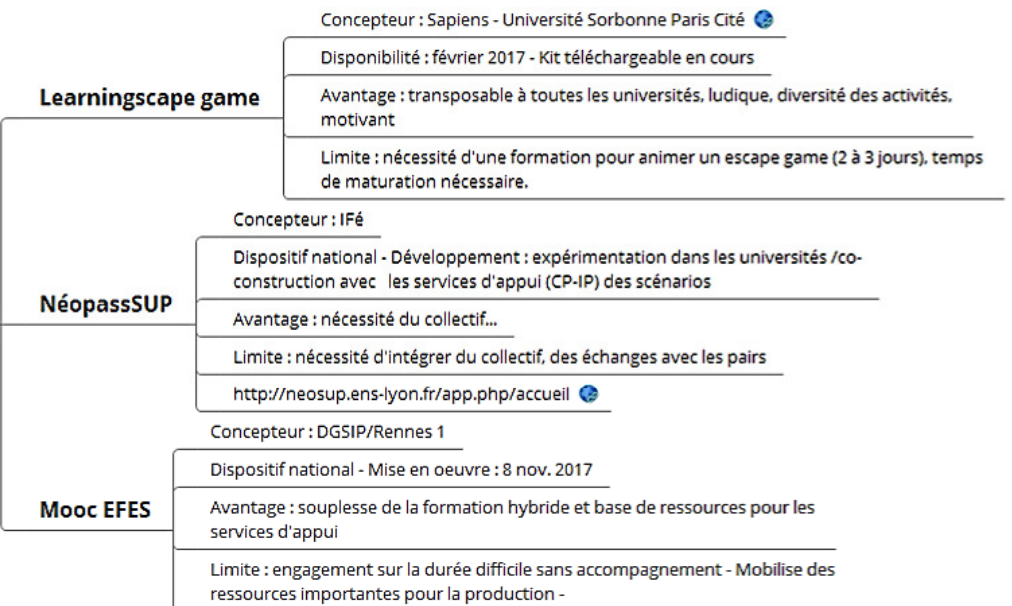 Concepteur : Sapiens - Université Sorbonne Paris Cité
Disponibilité : février 2017 - Kit téléchargeable en cours
Learningscape game
Avantage : transposable à toutes les universités, ludique, diversité des activités,
motivant
Limite : nécessité d'une formation pour animer un escape game (2 à 3 jours), temps
de maturation nécessaire.
Concepteur : IFé
Dispositif national - Développement : expérimentation dans les universités /co-
construction avec les services d'appui (CP-IP) des scénarios
NéopassSUP
Avantage : nécessité du collectif...
Limite : nécessité d'intégrer du collectif, des échanges avec les pairs
http://neosup.ens-lyon.fr/app.php/accueil
Concepteur : DGSIP/Rennes 1
Dispositif national - Mise en oeuvre : 8 nov. 2017
Mooc EFES
Avantage : souplesse de la formation hybride et base de ressources pour les
services d'appui
Limite : engagement sur la durée difficile sans accompagnement - Mobilise des
ressources importantes pour la production -